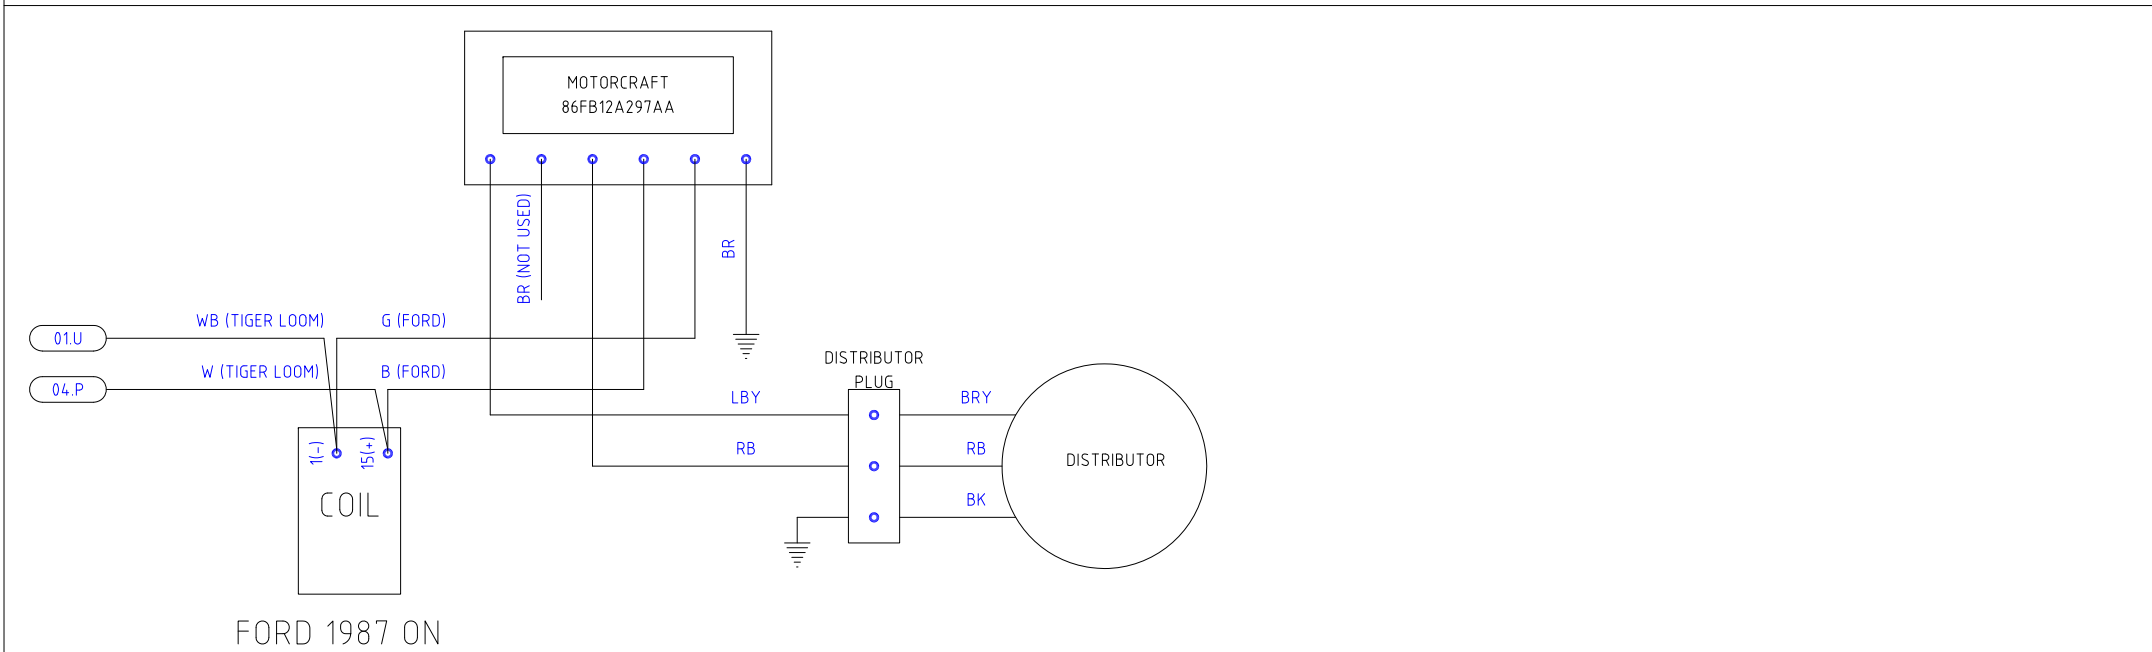 MOTORCRAFT
86FB12A297AA
BR (NOT USED)
BR
WB (TIGER LOOM)
G (FORD)
01.U
W (TIGER LOOM)
B (FORD)
04.P
DISTRIBUTOR
PLUG
LBY
BRY
RB
RB
BK
DISTRIBUTOR
1(-)
15(+)
COIL
FORD 1987 ON